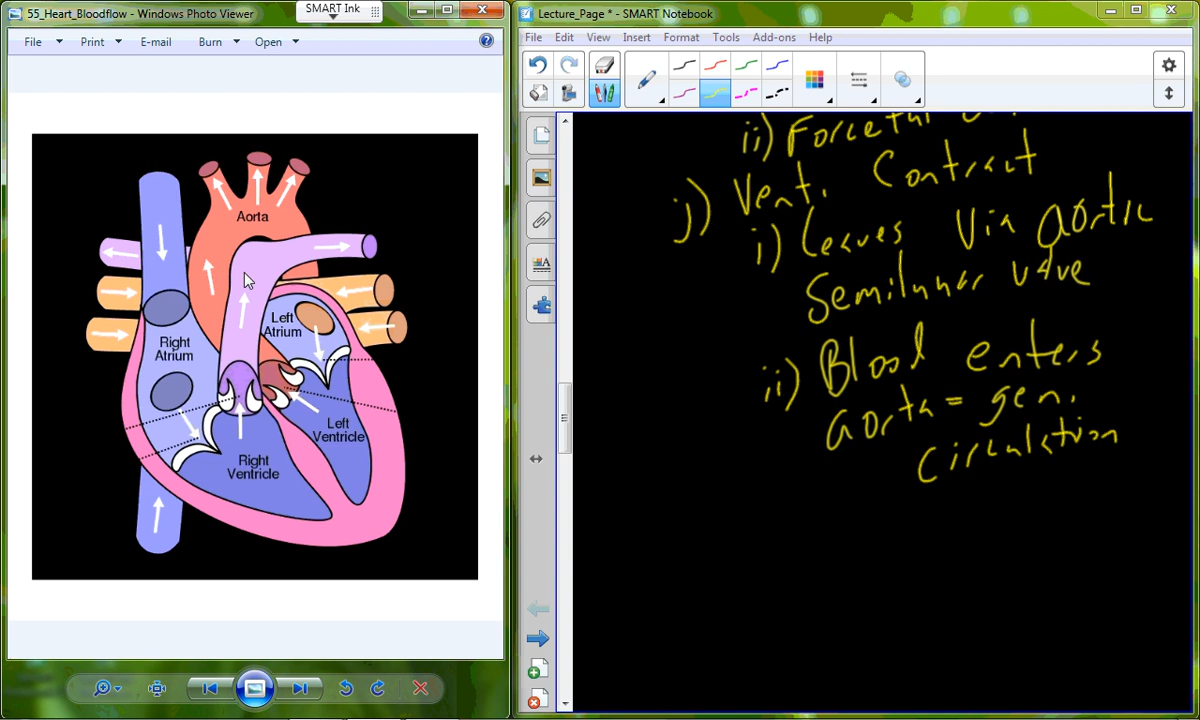 55_Heart_Bloodflow - Windows Photo Viewer
SMART Ink
File Print E-mail Burn Open
Aorta
Left
Atrium
Right
Atrium
Left
Ventricle
Right
Ventricle
Lecture_Page * - SMART Notebook
File Edit View Insert Format Tools Add-ons Help
ii) Forceful
j) Vent. Contract
i) Leaves Via aortic
Semilunar valve
ii) Blood enters
aorta = gen.
circulation